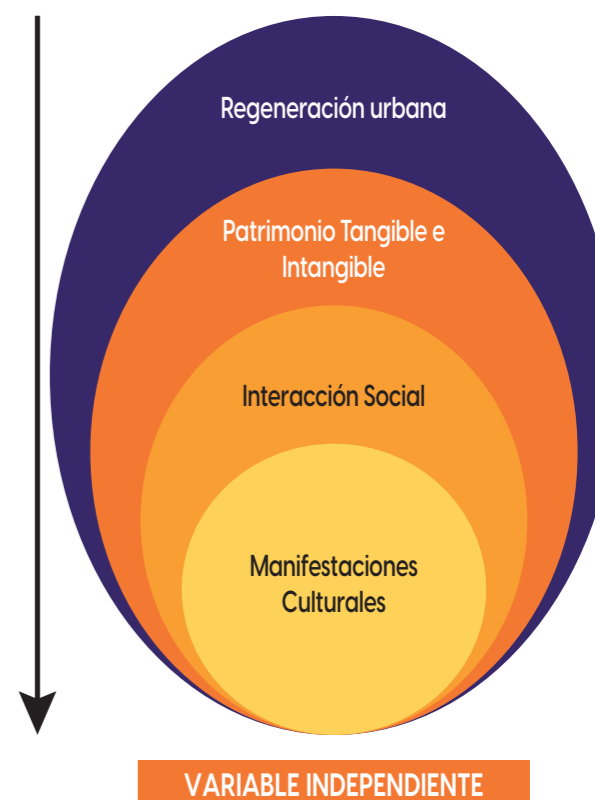 Regeneración urbana
Patrimonio Tangible e
Intangible
Interacción Social
Manifestaciones
Culturales
VARIABLE INDEPENDIENTE